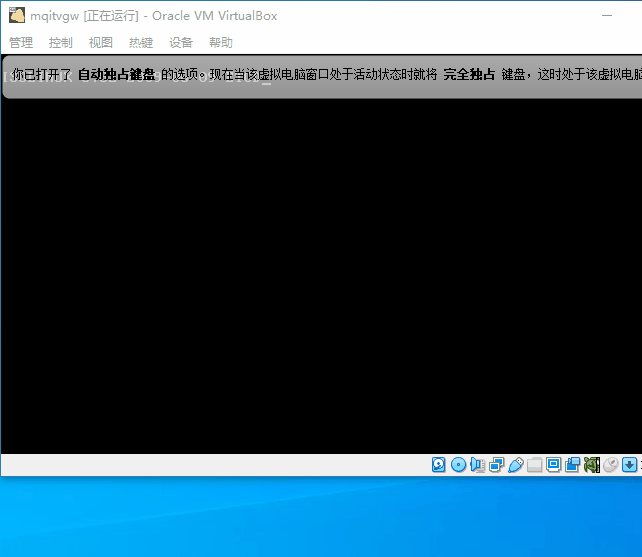 mqitvgw [正在运行] - Oracle VM VirtualBox
管理 控制 视图 热键 设备 帮助
你已打开了 自动独占键盘 的选项。现在当该虚拟电脑窗口处于活动状态时就将 完全独占 键盘，这时处于该虚拟电脑